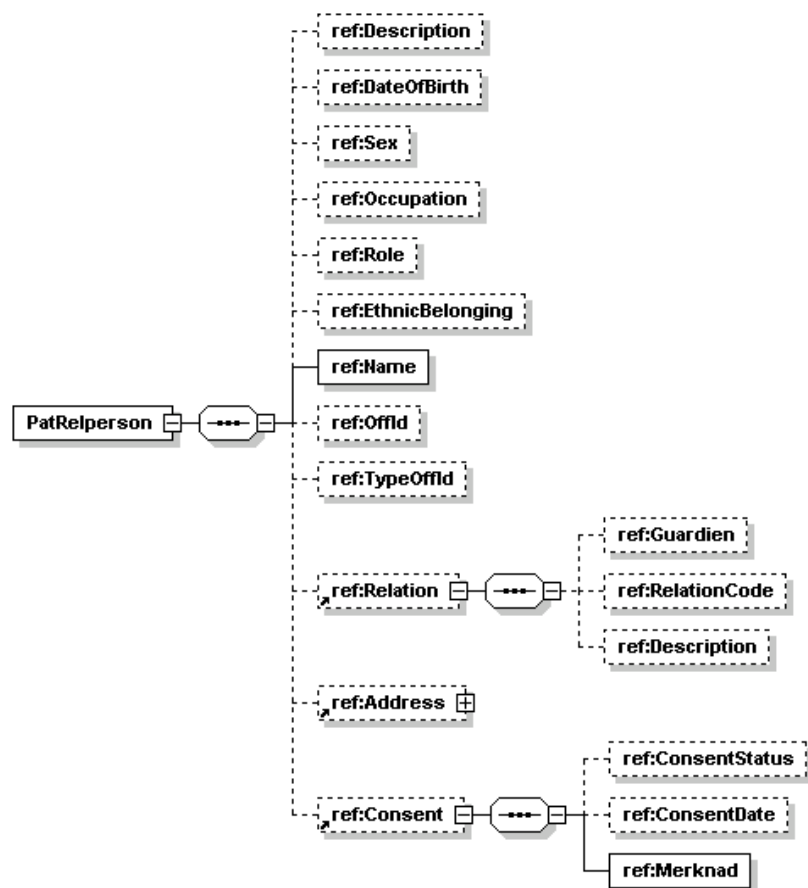 ref:Description
ref:DateOfBirth
ref:Sex
ref:Occupation
ref:Role
ref:EthnicBelonging
ref:Name
PatRelperson
ref:OffId
ref:TypeOffId
ref:Relation
ref:Guardien
ref:RelationCode
ref:Description
ref:Address
ref:Consent
ref:ConsentStatus
ref:ConsentDate
ref:Merknad